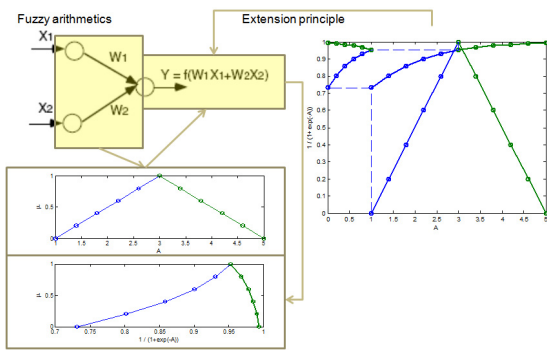 Fuzzy arithmetics
Extension principle
X1
W1
Y = f(W1X1+W2X2)
X2
W2
1
0.9
0.8
0.7
0.6
0.5
0.4
0.3
0.2
0.1
0
0 0.5 1 1.4 2.5 3 3.5 4.5 5
A
1 / (1+exp(-A))
1
0.5
0
μ
1 1.5 2 2.5 3 3.5 4 4.5 5
A
1
0.5
0
μ
0.7 0.75 0.8 0.85 0.9 0.95 1
1 / (1+exp(-A))